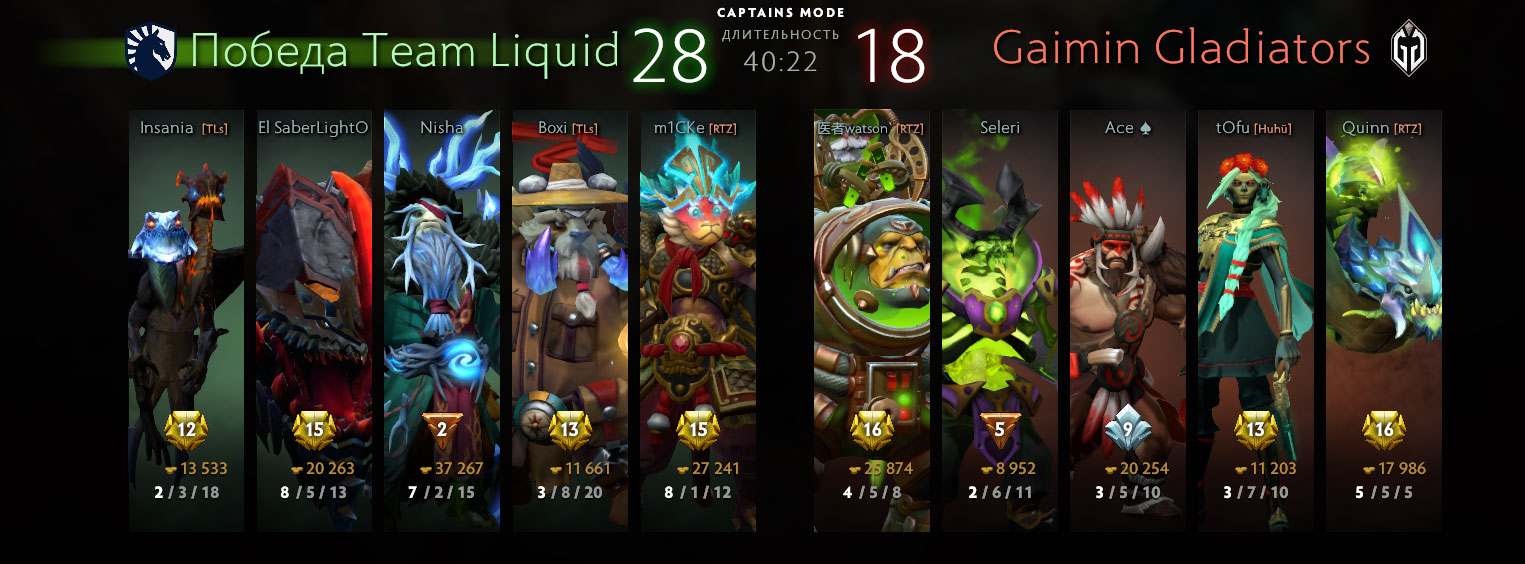 CAPTAINS MODE
Победа Team Liquid 28 ДЛИТЕЛЬНОСТЬ 18 Gaimin Gladiators
40:22
Insania [TLs] El SaberLightO Nisha Boxi [TLs] m1CKe [RTZ] 医者watson` [RTZ] Seleri Ace ♠ tOfu [Huhü] Quinn [RTZ]
12 15 2 13 15 16 5 9 13 16
13 533 20 263 37 267 11 661 27 241 25 874 8 952 20 254 11 203 17 986
2 / 3 / 18 8 / 5 / 13 7 / 2 / 15 3 / 8 / 20 8 / 1 / 12 4 / 5 / 8 2 / 6 / 11 3 / 5 / 10 3 / 7 / 10 5 / 5 / 5